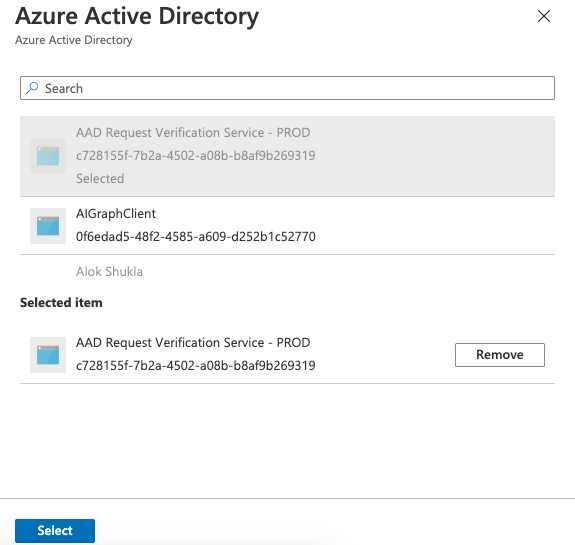 Azure Active Directory
Azure Active Directory
Search
AAD Request Verification Service - PROD
c728155f-7b2a-4502-a08b-b8af9b269319
Selected
AIGraphClient
0f6edad5-48f2-4585-a609-d252b1c52770
Alok Shukla
Selected item
AAD Request Verification Service - PROD
c728155f-7b2a-4502-a08b-b8af9b269319
Remove
Select